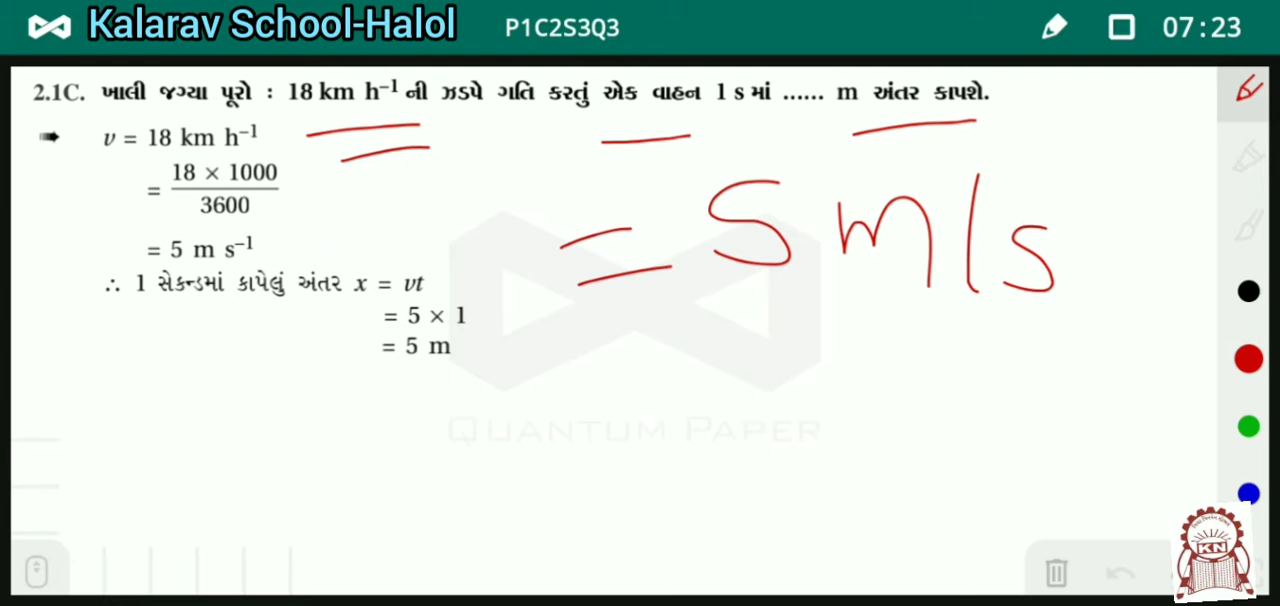 Kalarav School-Halol P1C2S3Q3 07:23
2.1C. ખાલી જગ્યા પૂરો : 18 km h⁻¹ ની ઝડપે ગતિ કરતું એક વાહન 1 s માં ...... m અંતર કાપશે.
➠ v = 18 km h⁻¹
= 18 × 1000
3600
= 5 m s⁻¹
= 5 m/s
∴ 1 સેકન્ડમાં કાપેલું અંતર x = vt
= 5 × 1
= 5 m
QUANTUM PAPER
KN